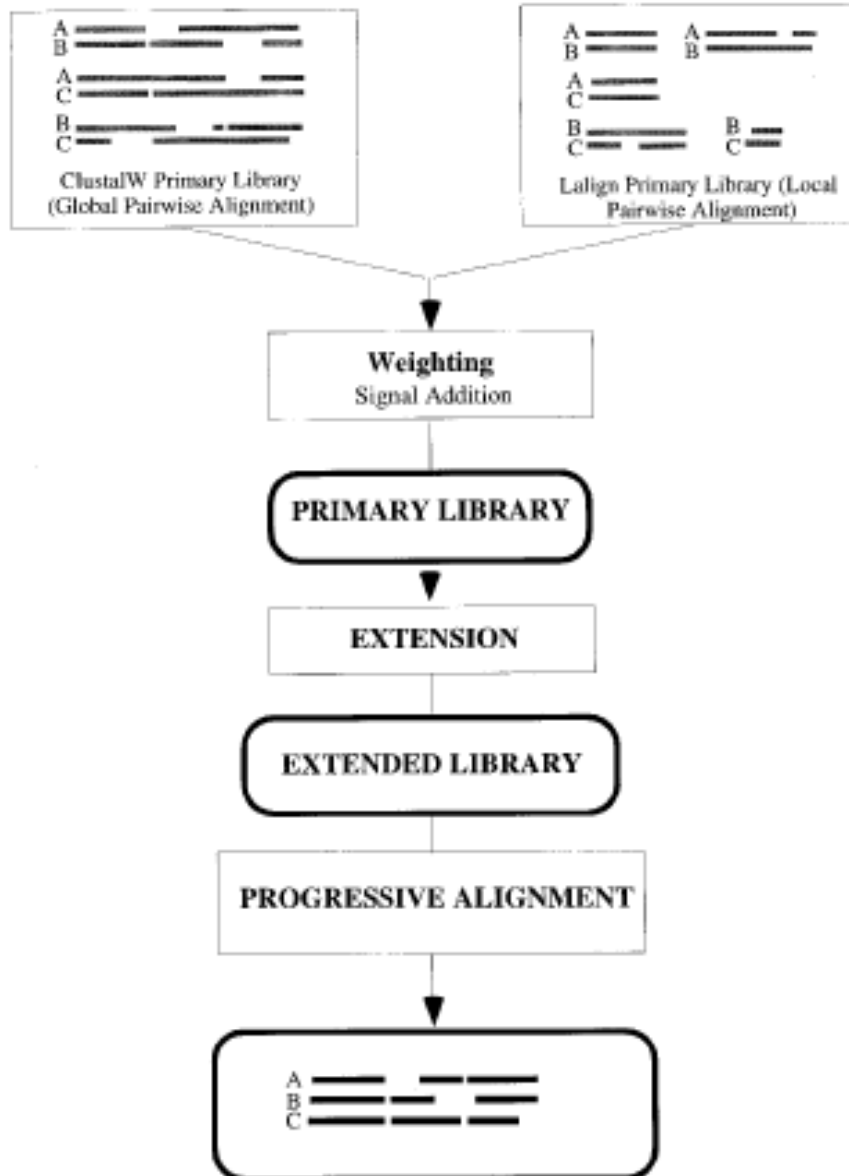 A
B
A
C
B
C
ClustalW Primary Library
(Global Pairwise Alignment)
A A
B B
A
C
B B
C C
Lalign Primary Library (Local
Pairwise Alignment)
Weighting
Signal Addition
PRIMARY LIBRARY
EXTENSION
EXTENDED LIBRARY
PROGRESSIVE ALIGNMENT
A
B
C